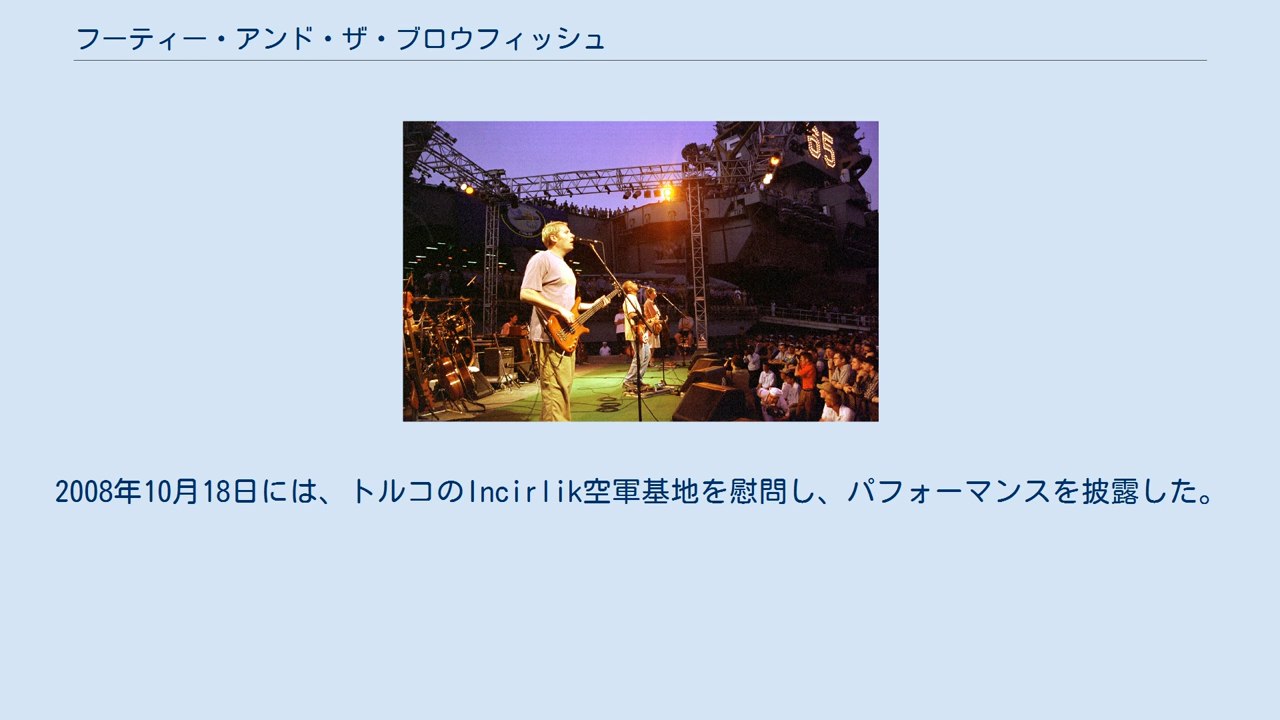 フーティー・アンド・ザ・ブロウフィッシュ
65
2008年10月18日には、トルコのIncirlik空軍基地を慰問し、パフォーマンスを披露した。